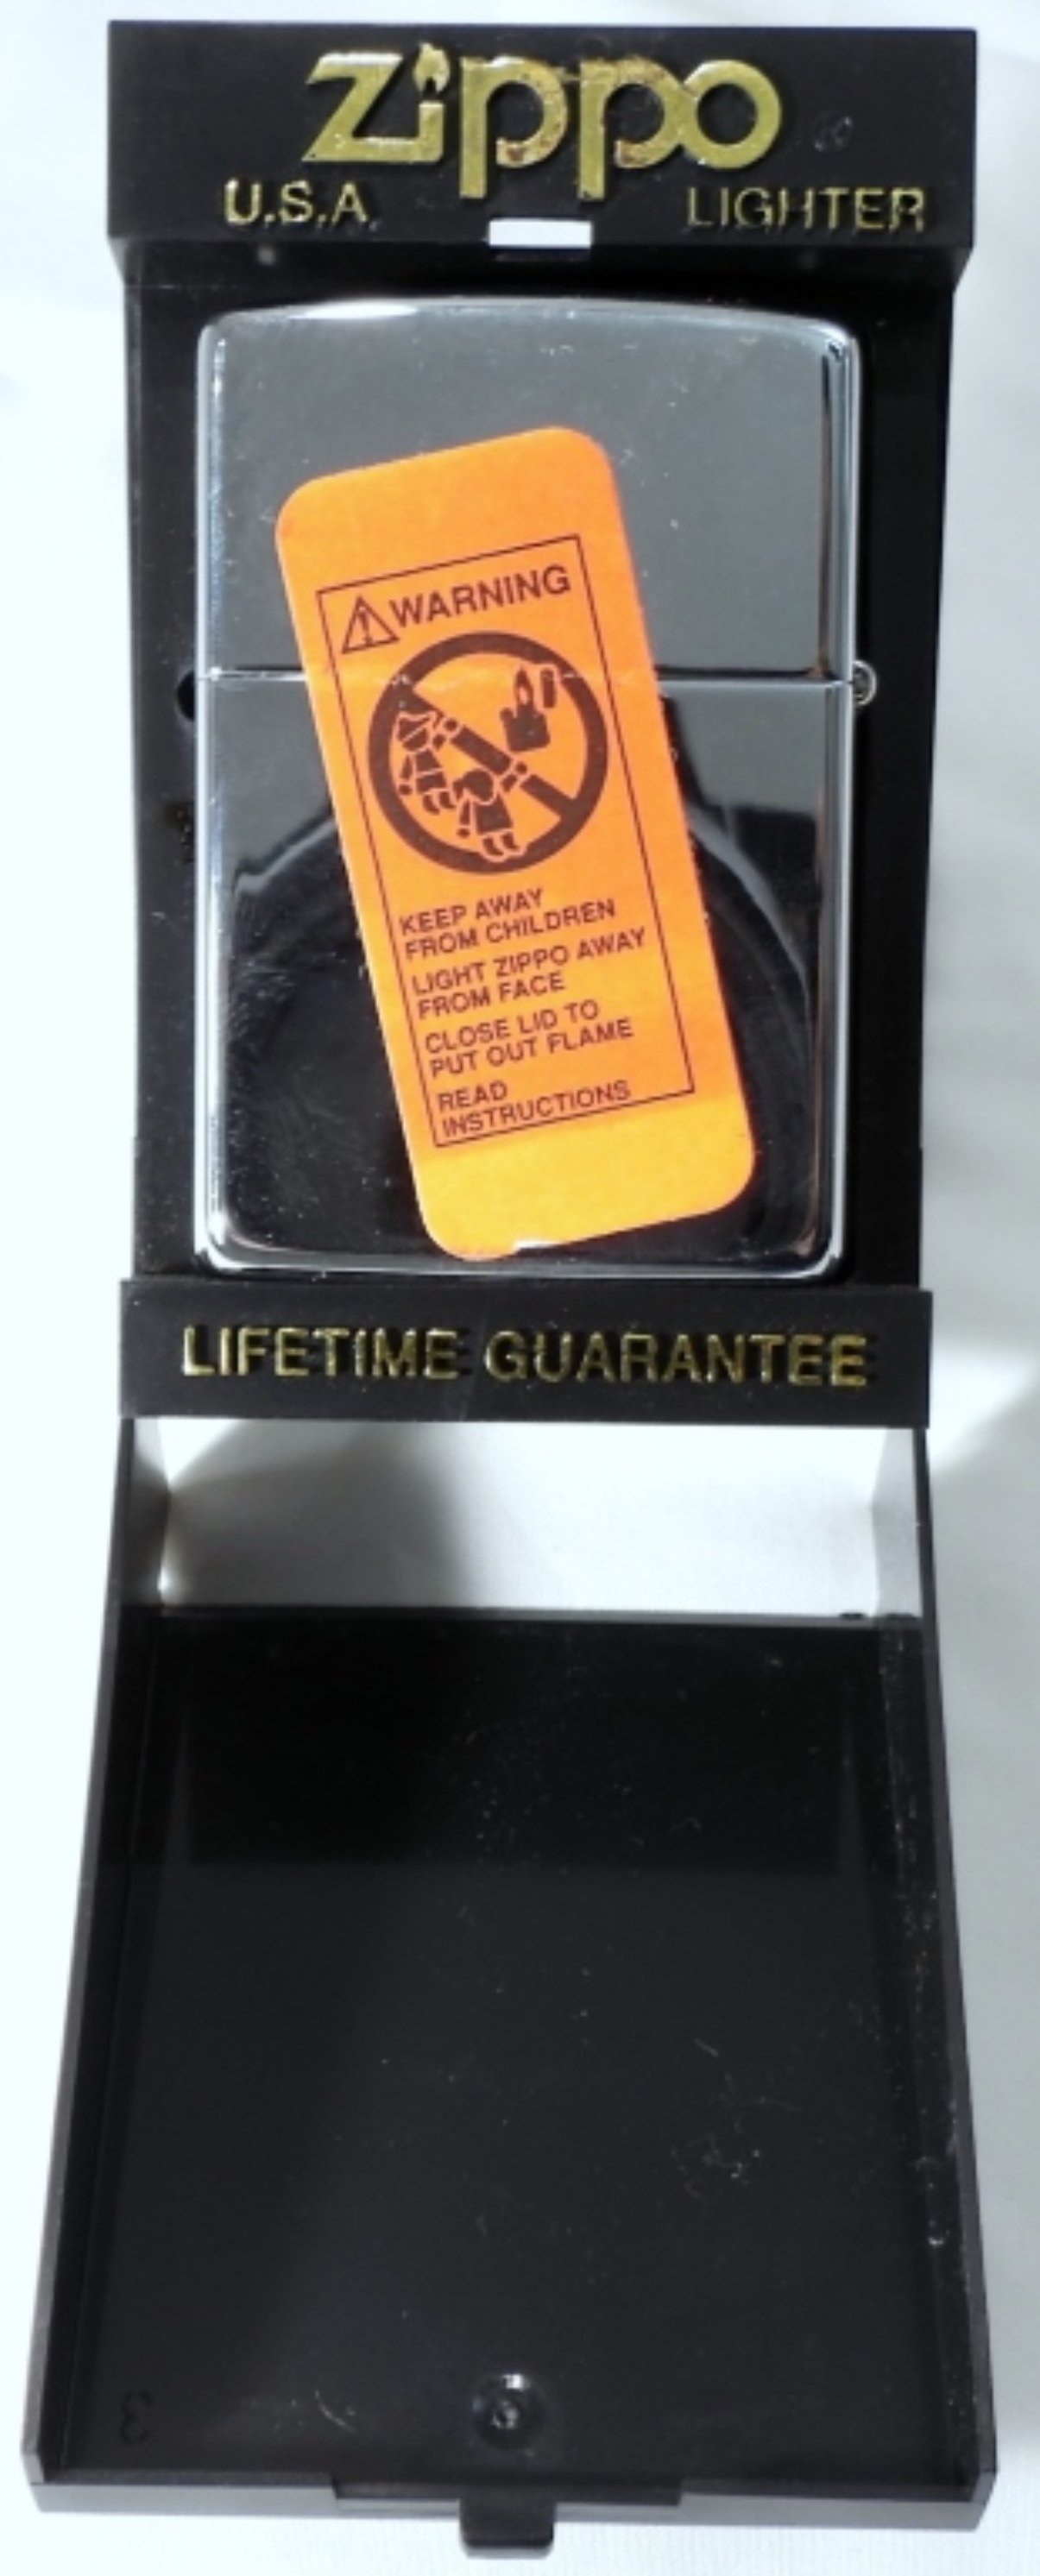 Zippo
U.S.A. LIGHTER
WARNING
KEEP AWAY
FROM CHILDREN
LIGHT ZIPPO AWAY
FROM FACE
CLOSE LID TO
PUT OUT FLAME
READ
INSTRUCTIONS
LIFETIME GUARANTEE
3